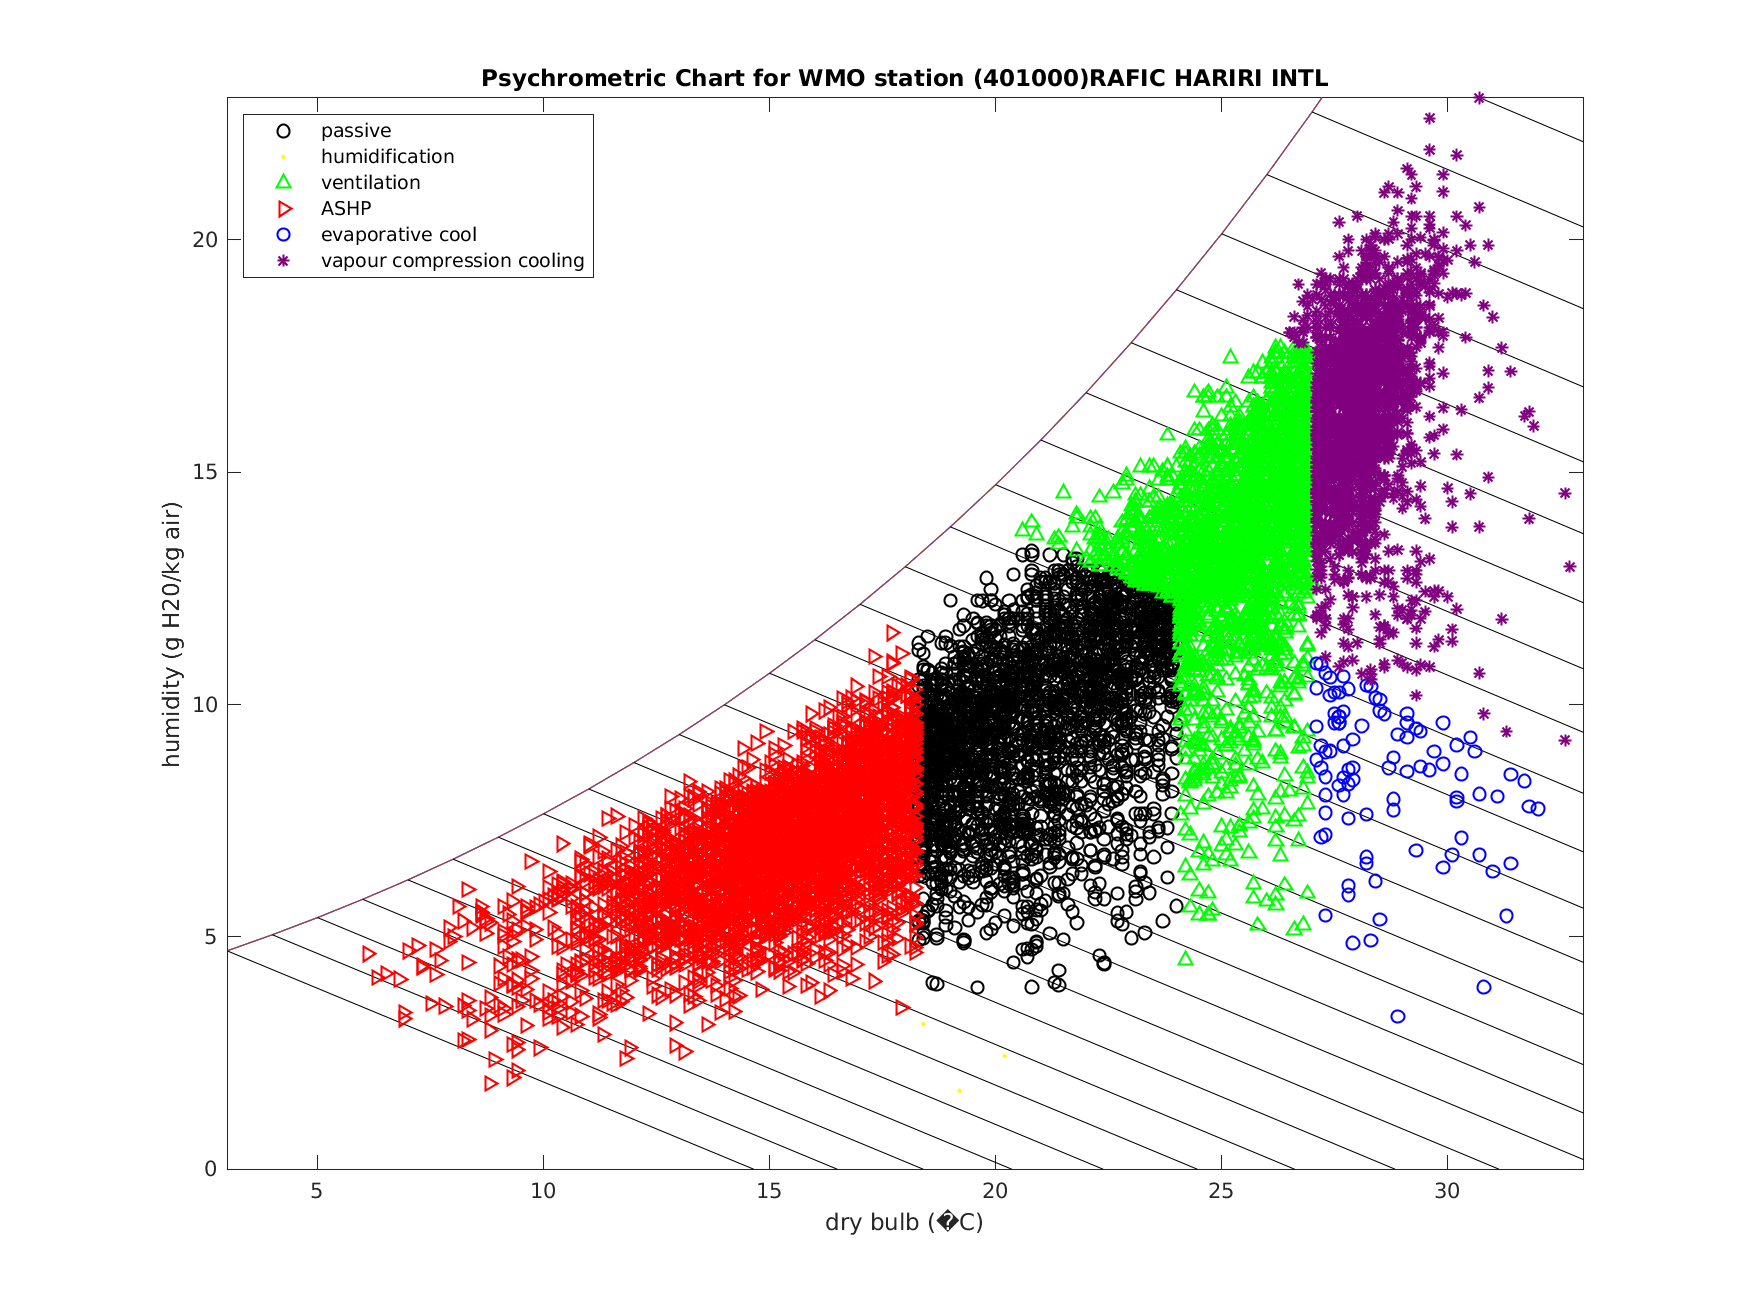 Psychrometric Chart for WMO station (401000)RAFIC HARIRI INTL
passive
humidification
ventilation
ASHP
evaporative cool
vapour compression cooling
20
15
10
5
0
humidity (g H20/kg air)
5 10 15 20 25 30
dry bulb (�C)